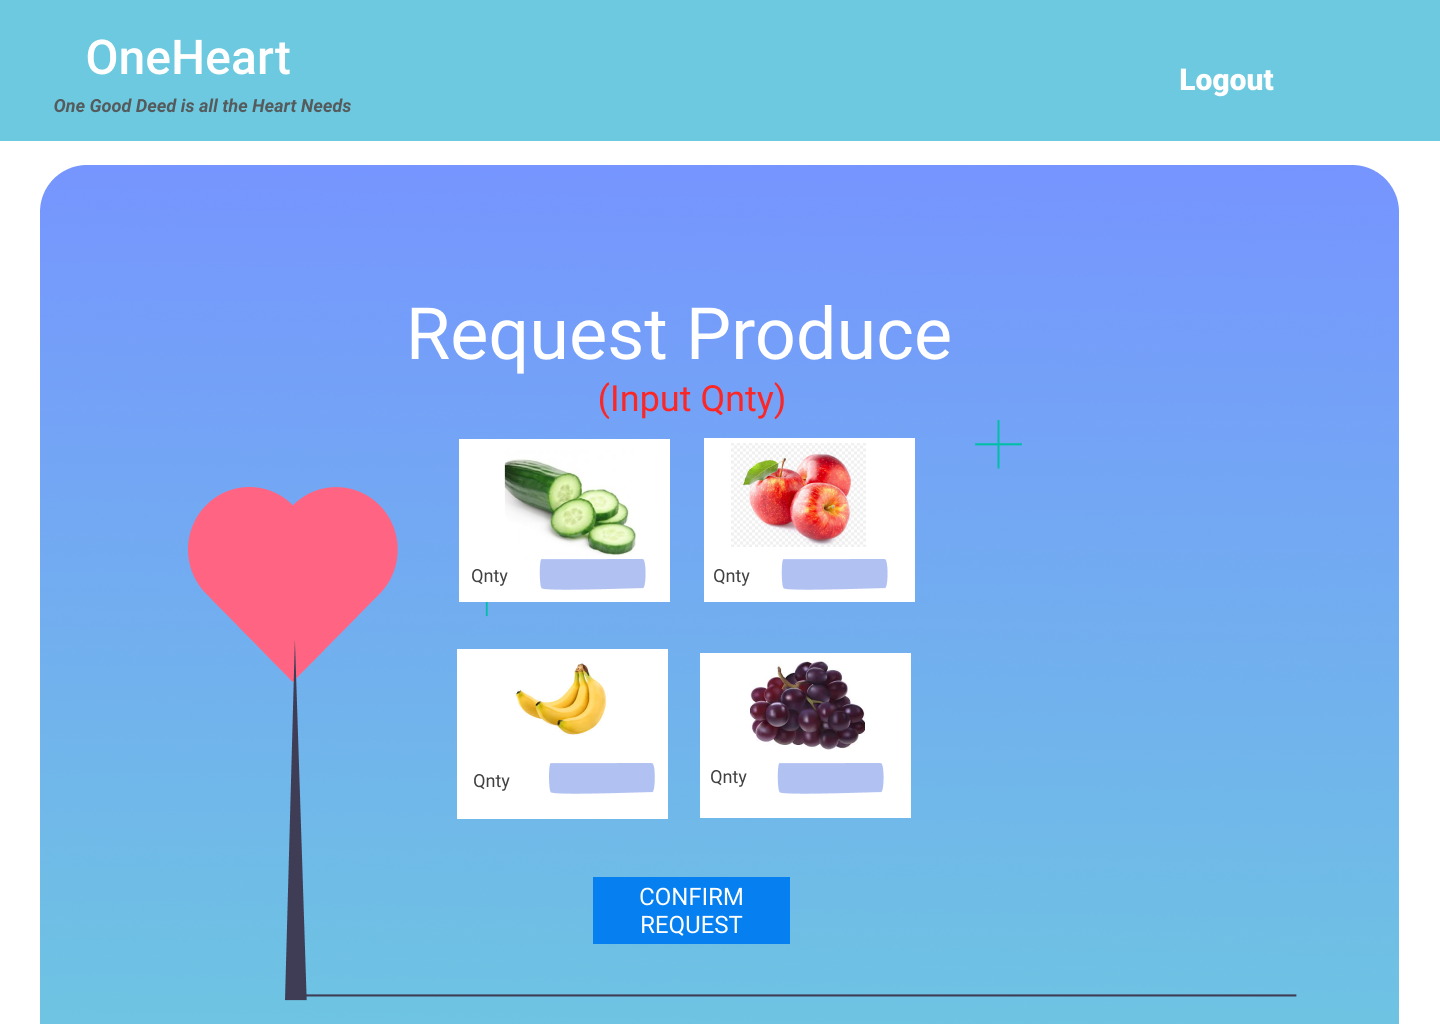 OneHeart
One Good Deed is all the Heart Needs
Logout
Request Produce
(Input Qnty)
Qnty
Qnty
Qnty
Qnty
CONFIRM
REQUEST